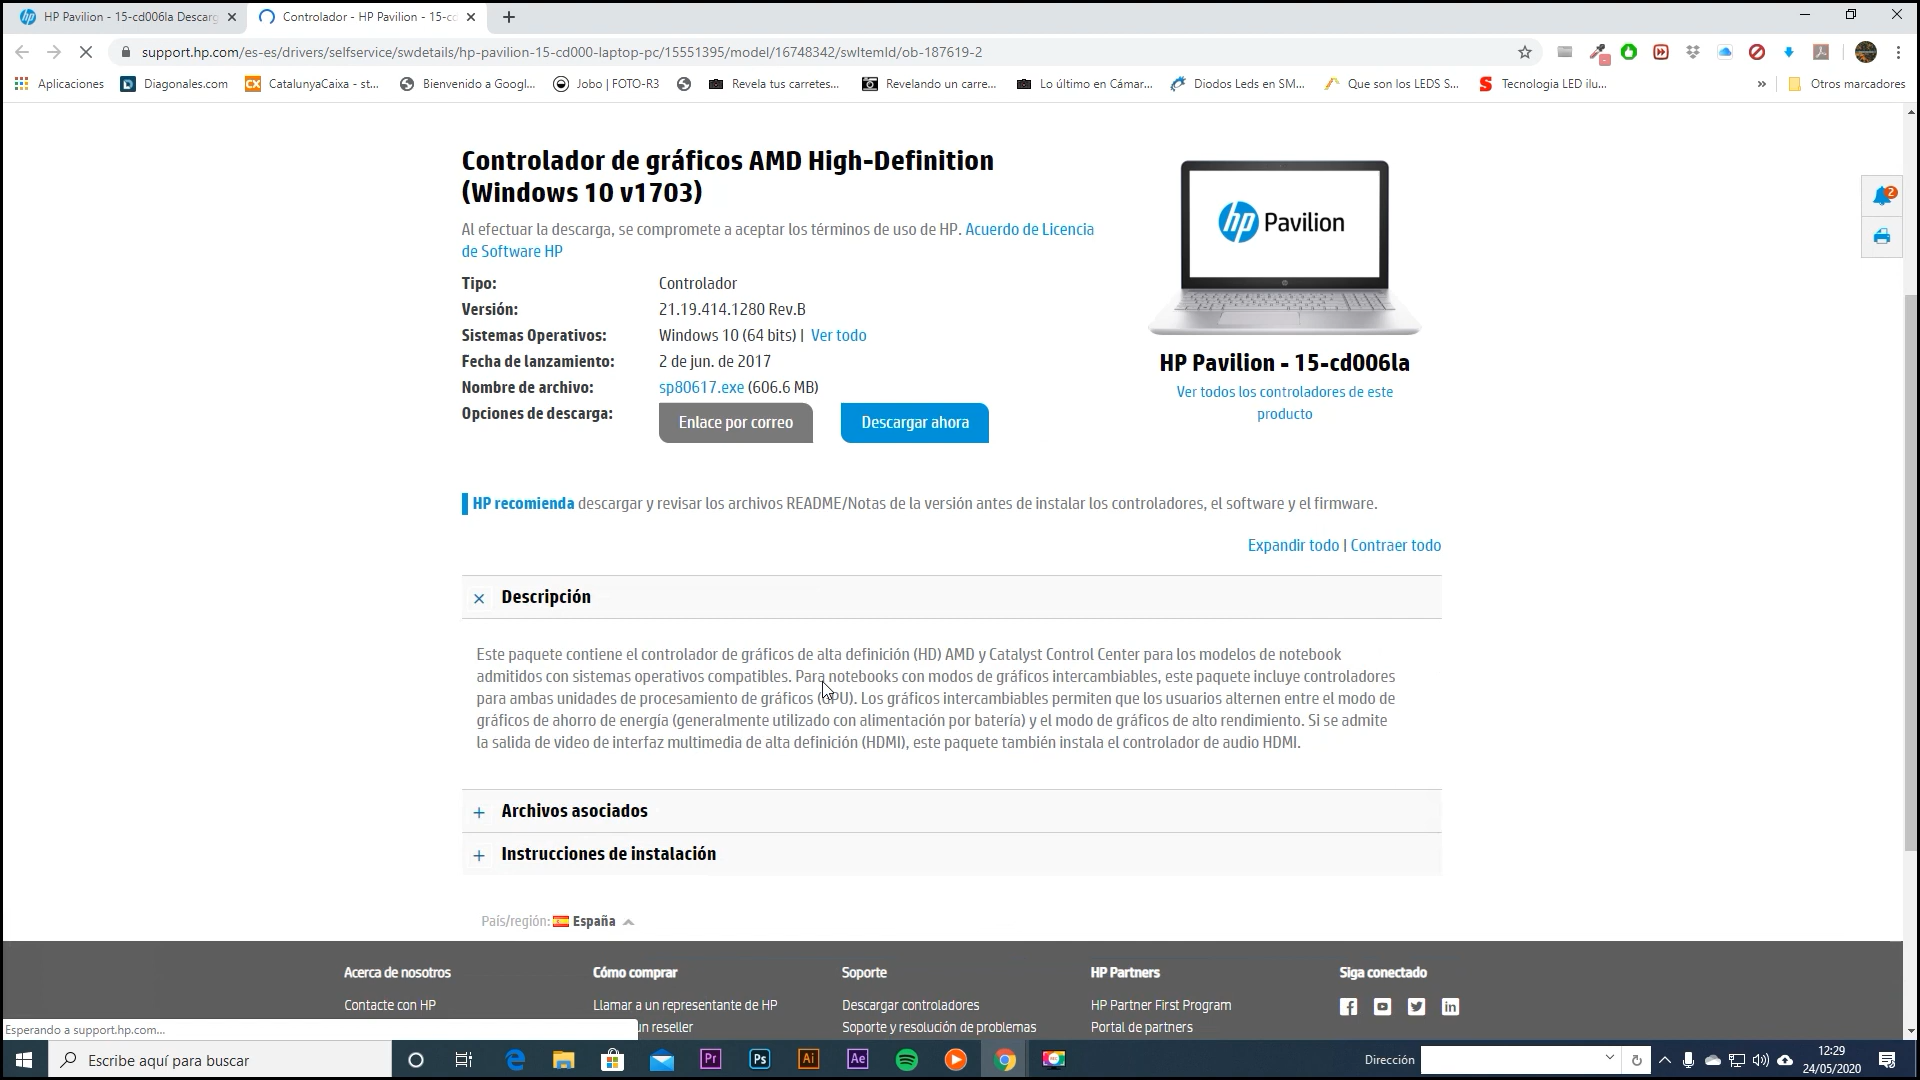 HP Pavilion - 15-cd006la Descarg
Controlador - HP Pavilion - 15-cd
support.hp.com/es-es/drivers/selfservice/swdetails/hp-pavilion-15-cd000-laptop-pc/15551395/model/16748342/swItemId/ob-187619-2
Aplicaciones Diagonales.com CatalunyaCaixa - st... Bienvenido a Googl... Jobo | FOTO-R3 Revela tus carretes... Revelando un carre... Lo último en Cámar... Diodos Leds en SM... Que son los LEDS S... Tecnologia LED ilu... » Otros marcadores
Controlador de gráficos AMD High-Definition
(Windows 10 v1703)
Al efectuar la descarga, se compromete a aceptar los términos de uso de HP. Acuerdo de Licencia
de Software HP
Tipo: Controlador
Versión: 21.19.414.1280 Rev.B
Sistemas Operativos: Windows 10 (64 bits) | Ver todo
Fecha de lanzamiento: 2 de jun. de 2017
Nombre de archivo: sp80617.exe (606.6 MB)
Opciones de descarga: Enlace por correo Descargar ahora
hp Pavilion
HP Pavilion - 15-cd006la
Ver todos los controladores de este
producto
2
HP recomienda descargar y revisar los archivos README/Notas de la versión antes de instalar los controladores, el software y el firmware.
Expandir todo | Contraer todo
Descripción
Este paquete contiene el controlador de gráficos de alta definición (HD) AMD y Catalyst Control Center para los modelos de notebook
admitidos con sistemas operativos compatibles. Para notebooks con modos de gráficos intercambiables, este paquete incluye controladores
para ambas unidades de procesamiento de gráficos (GPU). Los gráficos intercambiables permiten que los usuarios alternen entre el modo de
gráficos de ahorro de energía (generalmente utilizado con alimentación por batería) y el modo de gráficos de alto rendimiento. Si se admite
la salida de video de interfaz multimedia de alta definición (HDMI), este paquete también instala el controlador de audio HDMI.
+ Archivos asociados
+ Instrucciones de instalación
País/región: España
Acerca de nosotros Cómo comprar Soporte HP Partners Siga conectado
Contacte con HP Llamar a un representante de HP Descargar controladores HP Partner First Program
un reseller Soporte y resolución de problemas Portal de partners
Esperando a support.hp.com...
Escribe aquí para buscar
Pr Ps Ai Ae
Dirección
12:29
24/05/2020